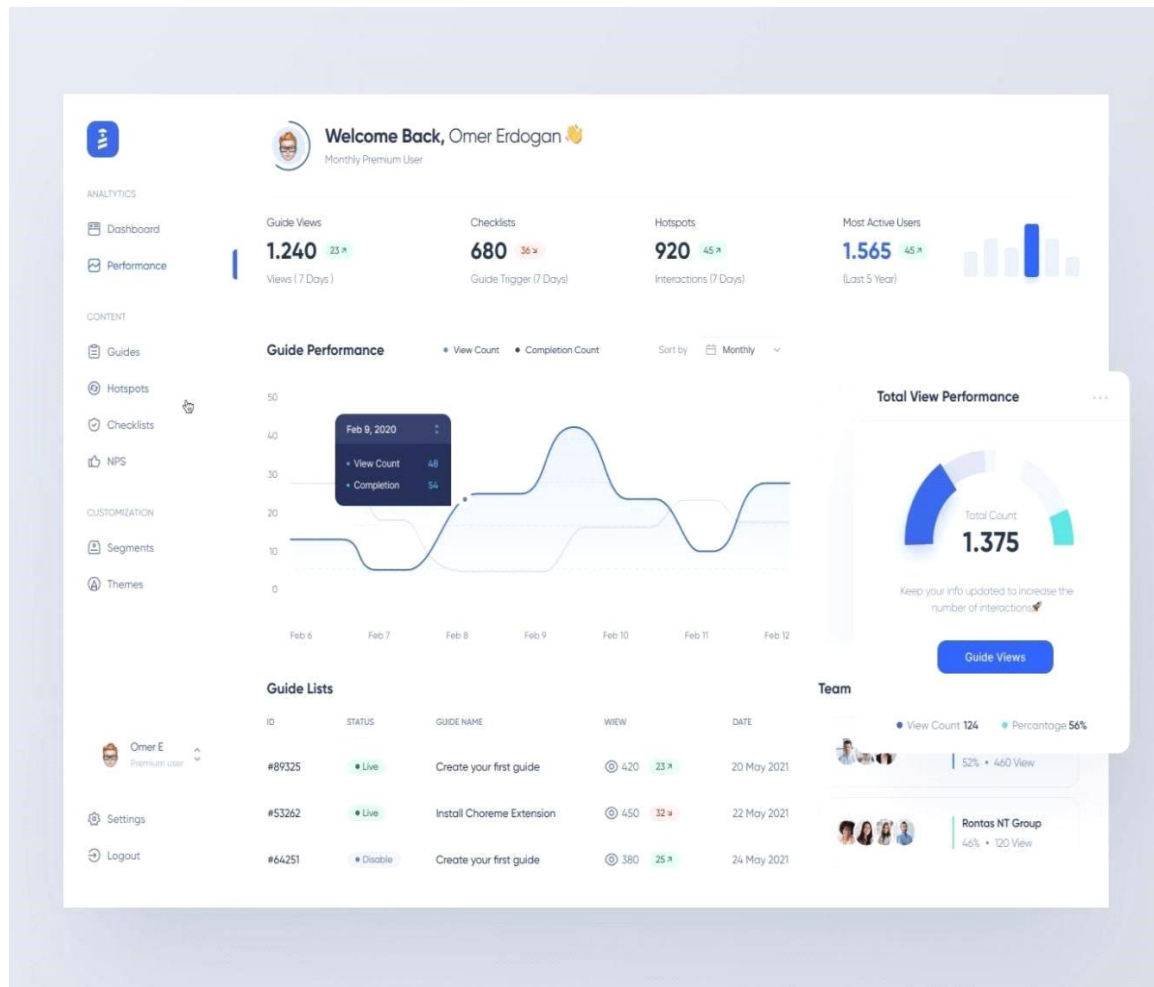 Welcome Back, Omer Erdogan 👋
Monthly Premium User
ANALTYTICS
Dashboard
Performance
CONTENT
Guides
Hotspots
Checklists
NPS
CUSTOMIZATION
Segments
Themes
Omer E
Premium user
Settings
Logout
Guide Views
1.240 23
Views ( 7 Days )
Checklists
680 36
Guide Trigger (7 Days)
Hotspots
920 45
Interactions (7 Days)
Most Active Users
1.565 45
(Last 5 Year)
Guide Performance
View Count Completion Count
Sort by Monthly
50
40
30
20
10
0
Feb 9, 2020
View Count 48
Completion 54
Feb 6 Feb 7 Feb 8 Feb 9 Feb 10 Feb 11 Feb 12
Total View Performance
Total Count
1.375
Keep your info updated to increase the
number of interactions🚀
Guide Views
View Count 124 Percantage 56%
Guide Lists
ID STATUS GUIDE NAME WIEW DATE
#89325 Live Create your first guide 420 23 20 May 2021
#53262 Live Install Choreme Extension 450 32 22 May 2021
#64251 Disable Create your first guide 380 25 24 May 2021
Team
52% • 460 View
Rontas NT Group
46% • 120 View